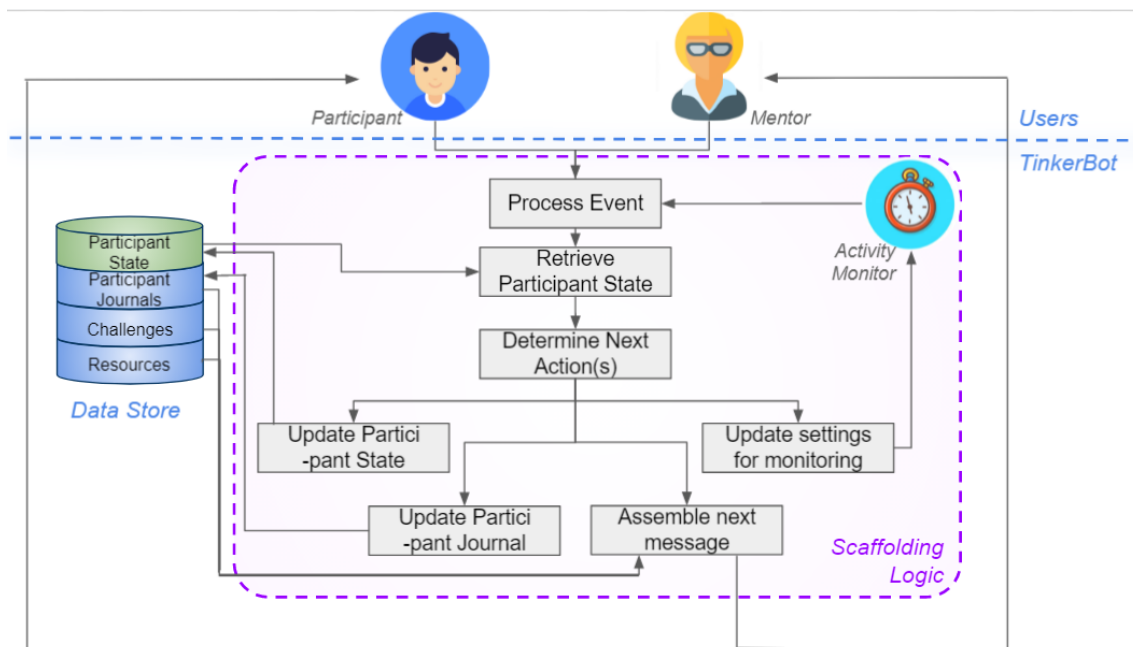 Participant
Mentor
Users
TinkerBot
Process Event
Activity
Monitor
Participant
State
Participant
Journals
Challenges
Resources
Data Store
Retrieve
Participant State
Determine Next
Action(s)
Update Partici
-pant State
Update settings
for monitoring
Update Partici
-pant Journal
Assemble next
message
Scaffolding
Logic